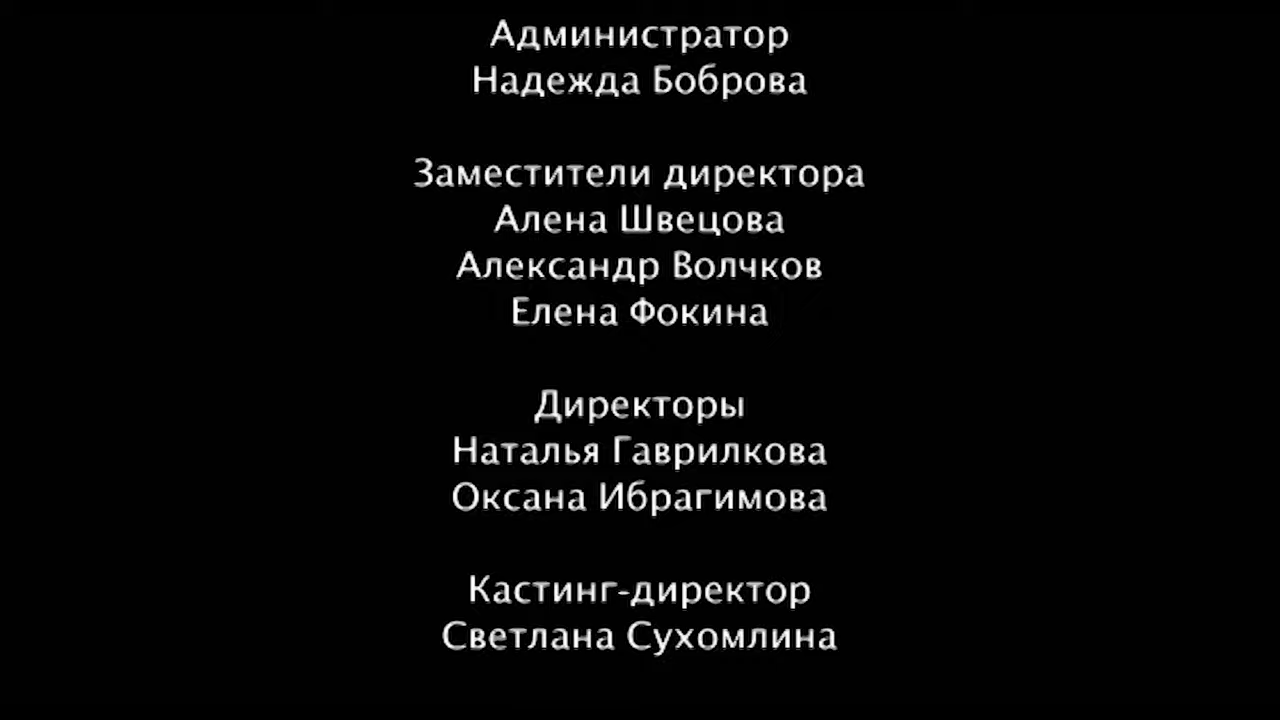 Администратор
Надежда Боброва
Заместители директора
Алена Швецова
Александр Волчков
Елена Фокина
Директоры
Наталья Гаврилкова
Оксана Ибрагимова
Кастинг-директор
Светлана Сухомлина